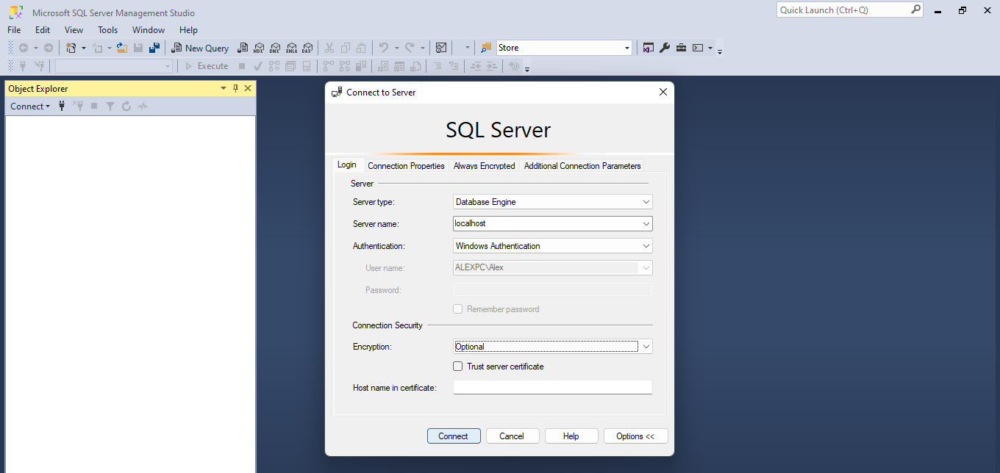 Microsoft SQL Server Management Studio
Quick Launch (Ctrl+Q)
File Edit View Tools Window Help
New Query MDX DMX XMLA DAX Store
Execute
Object Explorer
Connect
Connect to Server
SQL Server
Login Connection Properties Always Encrypted Additional Connection Parameters
Server
Server type: Database Engine
Server name: localhost
Authentication: Windows Authentication
User name: ALEXPC\Alex
Password:
Remember password
Connection Security
Encryption: Optional
Trust server certificate
Host name in certificate:
Connect Cancel Help Options <<